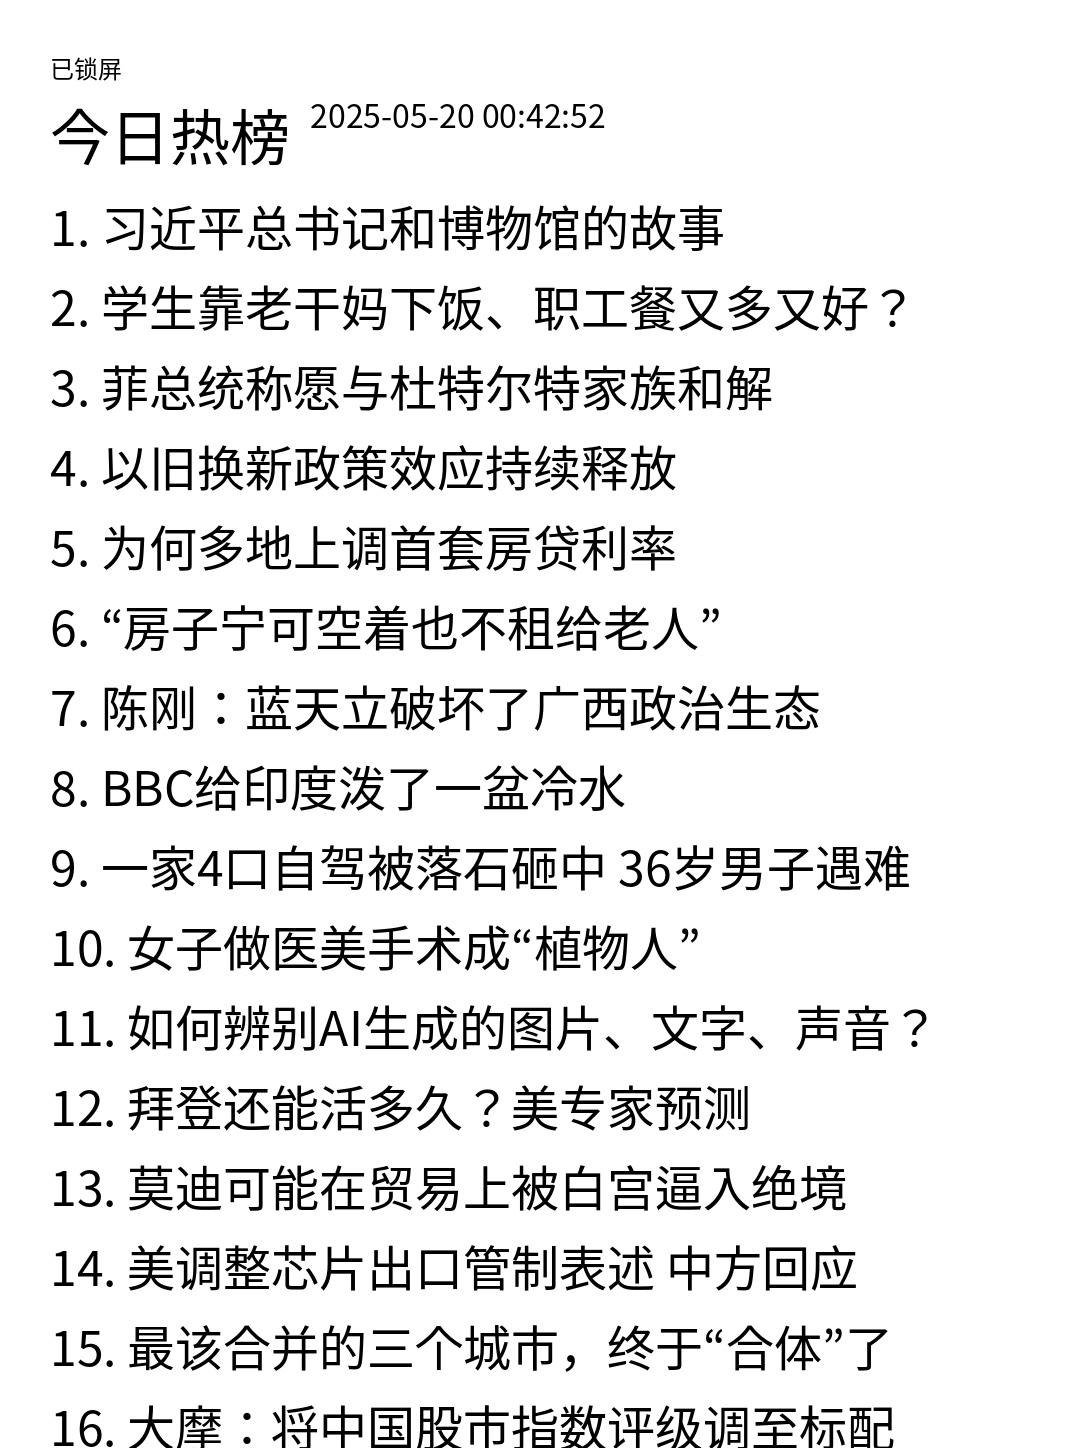 已锁屏
今日热榜 2025-05-20 00:42:52
1. 习近平总书记和博物馆的故事
2. 学生靠老干妈下饭、职工餐又多又好？
3. 菲总统称愿与杜特尔特家族和解
4. 以旧换新政策效应持续释放
5. 为何多地上调首套房贷利率
6. “房子宁可空着也不租给老人”
7. 陈刚：蓝天立破坏了广西政治生态
8. BBC给印度泼了一盆冷水
9. 一家4口自驾被落石砸中 36岁男子遇难
10. 女子做医美手术成“植物人”
11. 如何辨别AI生成的图片、文字、声音？
12. 拜登还能活多久？美专家预测
13. 莫迪可能在贸易上被白宫逼入绝境
14. 美调整芯片出口管制表述 中方回应
15. 最该合并的三个城市，终于“合体”了
16. 大摩：将中国股市指数评级调至标配